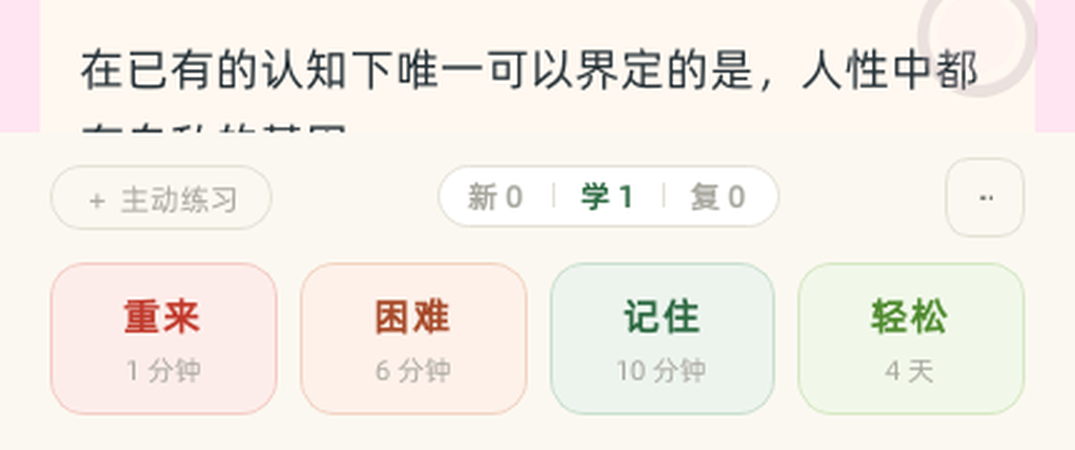 在已有的认知下唯一可以界定的是，人性中都
+ 主动练习
新 0 | 学 1 | 复 0
重来 困难 记住 轻松
1 分钟 6 分钟 10 分钟 4 天